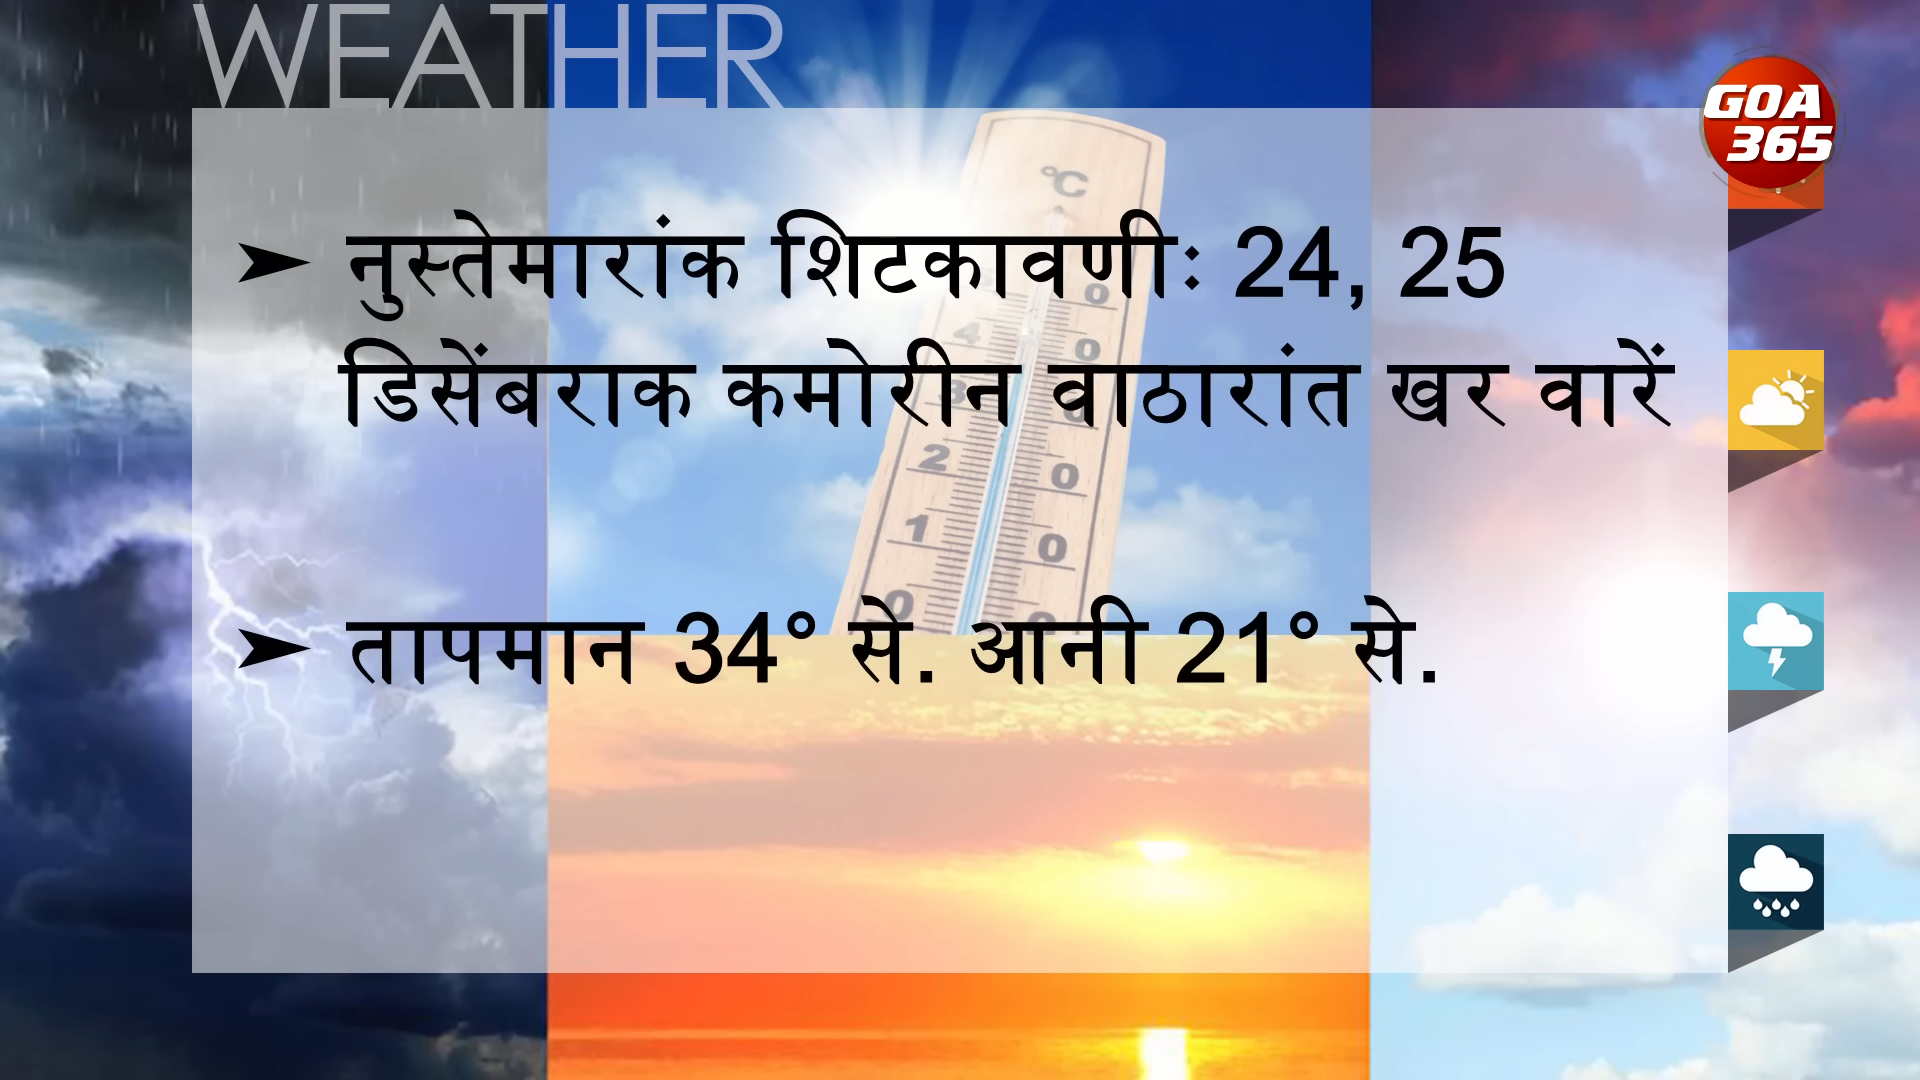 WEATHER
GOA
365
°C
➤ नुस्तेमारांक शिटकावणीः 24, 25
डिसेंबराक कमोरीन वाठारांत खर वारें
➤ तापमान 34° से. आनी 21° से.